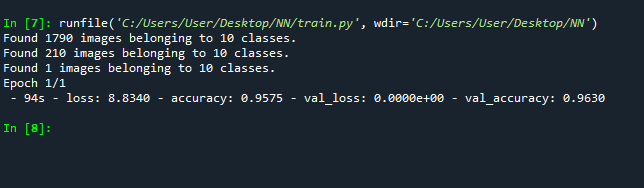 In [7]: runfile('C:/Users/User/Desktop/NN/train.py', wdir='C:/Users/User/Desktop/NN')
Found 1790 images belonging to 10 classes.
Found 210 images belonging to 10 classes.
Found 1 images belonging to 10 classes.
Epoch 1/1
 - 94s - loss: 8.8340 - accuracy: 0.9575 - val_loss: 0.0000e+00 - val_accuracy: 0.9630
In [8]: